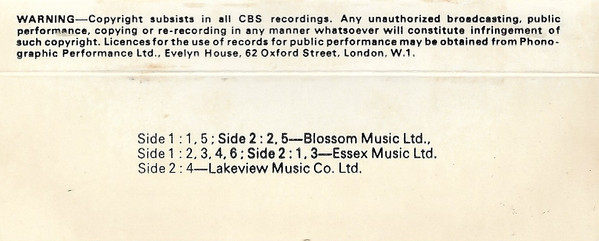 WARNING—Copyright subsists in all CBS recordings. Any unauthorized broadcasting, public
performance, copying or re-recording in any manner whatsoever will constitute infringement of
such copyright. Licences for the use of records for public performance may be obtained from Phono-
graphic Performance Ltd., Evelyn House, 62 Oxford Street, London, W.1.
Side 1 : 1, 5 ; Side 2 : 2, 5—Blossom Music Ltd.,
Side 1 : 2, 3, 4, 6 ; Side 2 : 1, 3—Essex Music Ltd.
Side 2 : 4—Lakeview Music Co. Ltd.